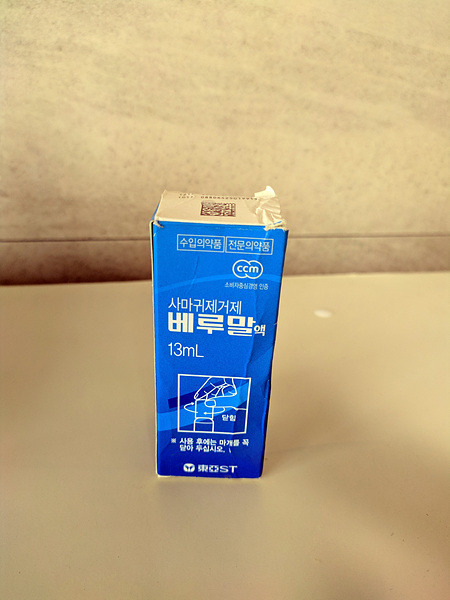 수입의약품 전문의약품
ccm
소비자중심경영 인증
사마귀제거제
베루말액
13mL
닫힘
※ 사용 후에는 마개를 꼭
닫아 두십시오.
東亞ST